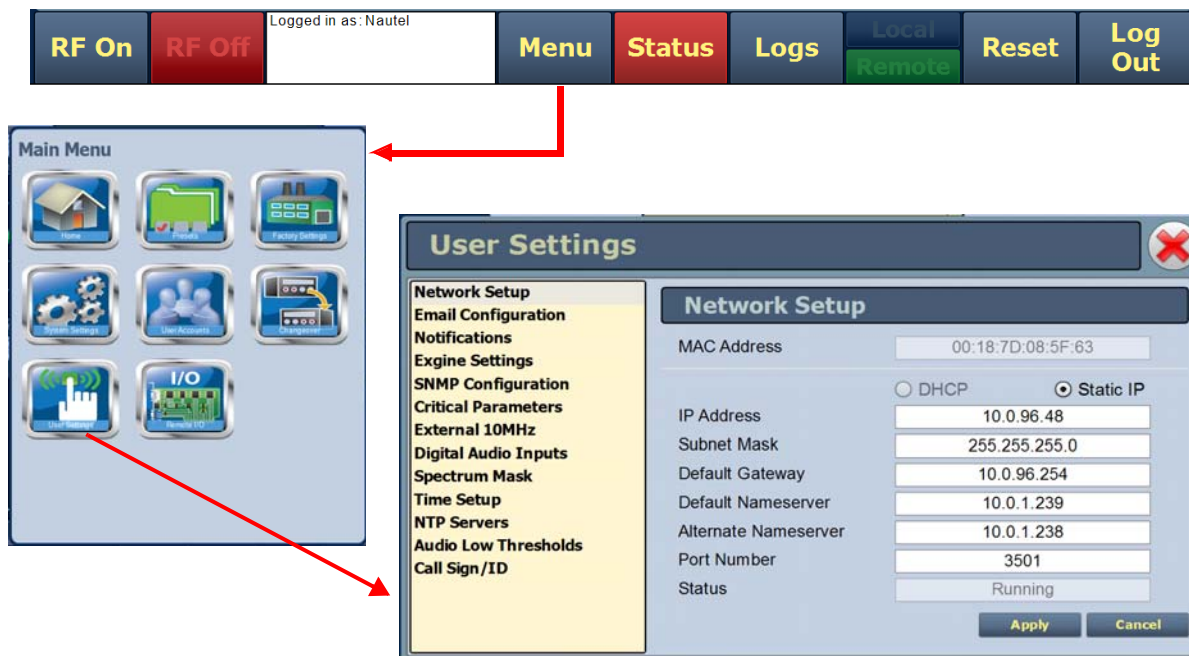 RF On RF Off Logged in as: Nautel Menu Status Logs Local Remote Reset Log Out
Main Menu
Home Presets Factory Settings
System Settings User Accounts Changeover
User Settings I/O Remote I/O
User Settings
Network Setup
Email Configuration
Notifications
Exgine Settings
SNMP Configuration
Critical Parameters
External 10MHz
Digital Audio Inputs
Spectrum Mask
Time Setup
NTP Servers
Audio Low Thresholds
Call Sign/ID
Network Setup
MAC Address 00:18:7D:08:5F:63
DHCP Static IP
IP Address 10.0.96.48
Subnet Mask 255.255.255.0
Default Gateway 10.0.96.254
Default Nameserver 10.0.1.239
Alternate Nameserver 10.0.1.238
Port Number 3501
Status Running
Apply Cancel